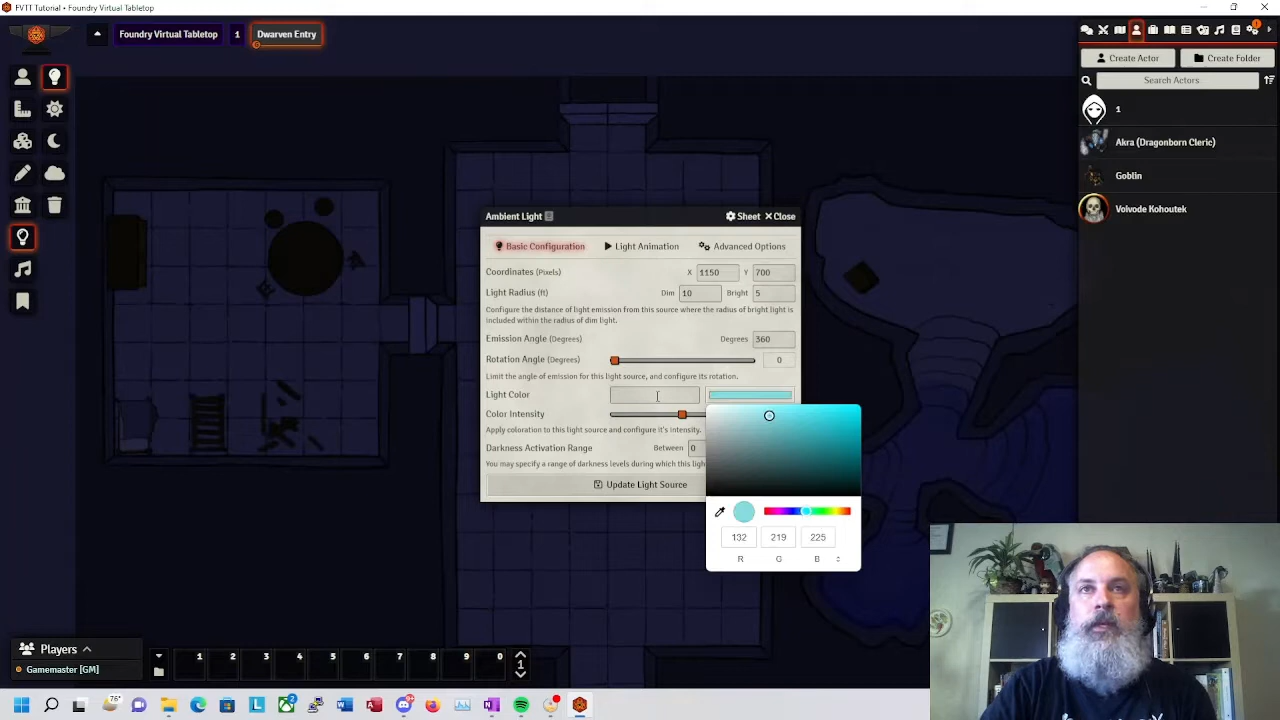 FVTT Tutorial • Foundry Virtual Tabletop
Foundry Virtual Tabletop
1
Dwarven Entry
G
Create Actor
Create Folder
Search Actors
1
Akra (Dragonborn Cleric)
Goblin
Voivode Kohoutek
Ambient Light
Sheet
Close
Basic Configuration
Light Animation
Advanced Options
Coordinates (Pixels)
X 1150 Y 700
Light Radius (ft)
Dim 10 Bright 5
Configure the distance of light emission from this source where the radius of bright light is
included within the radius of dim light.
Emission Angle (Degrees)
Degrees 360
Rotation Angle (Degrees)
0
Limit the angle of emission for this light source, and configure its rotation.
Light Color
Color Intensity
Apply coloration to this light source and configure it's intensity.
Darkness Activation Range
Between 0
You may specify a range of darkness levels during which this ligh
Update Light Source
132 219 225
R G B
Players
Gamemaster [GM]
1 2 3 4 5 6 7 8 9 0
1
76°